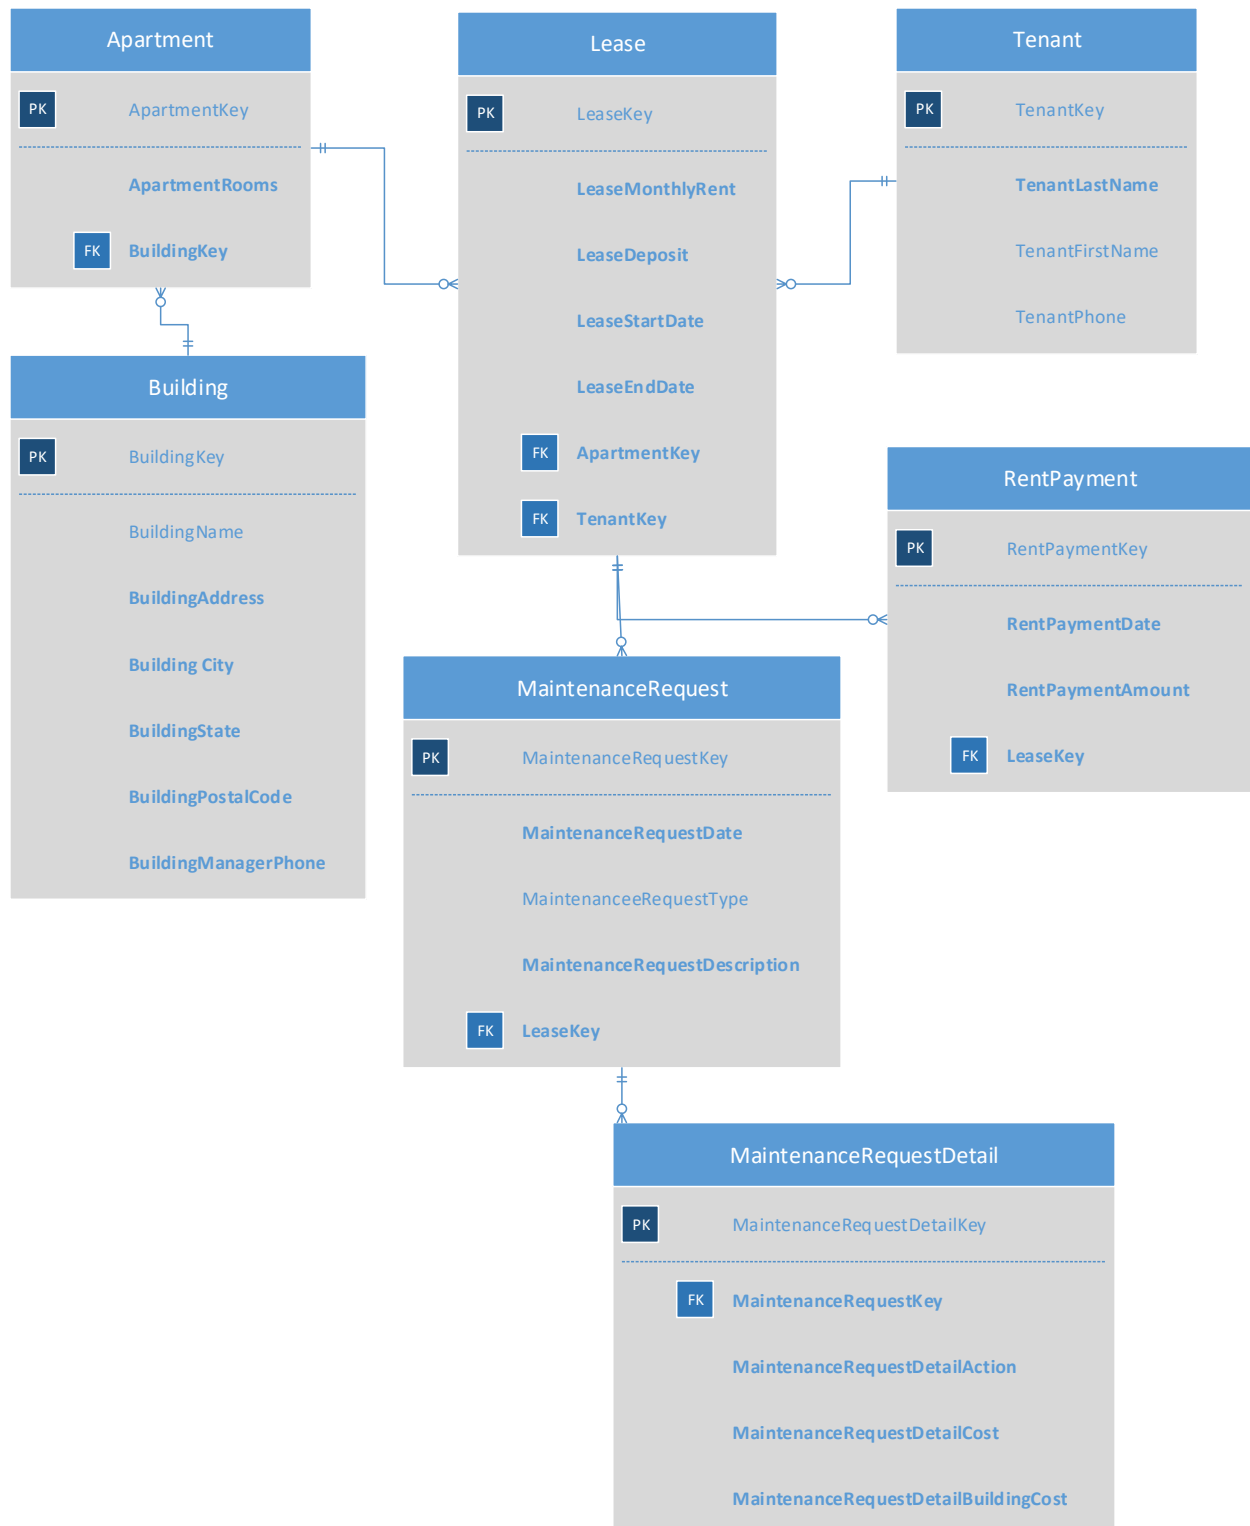 Apartment
PK ApartmentKey
ApartmentRooms
FK BuildingKey
Lease
PK LeaseKey
LeaseMonthlyRent
LeaseDeposit
LeaseStartDate
LeaseEndDate
FK ApartmentKey
FK TenantKey
Tenant
PK TenantKey
TenantLastName
TenantFirstName
TenantPhone
Building
PK BuildingKey
BuildingName
BuildingAddress
Building City
BuildingState
BuildingPostalCode
BuildingManagerPhone
RentPayment
PK RentPaymentKey
RentPaymentDate
RentPaymentAmount
FK LeaseKey
MaintenanceRequest
PK MaintenanceRequestKey
MaintenanceRequestDate
MaintenanceeRequestType
MaintenanceRequestDescription
FK LeaseKey
MaintenanceRequestDetail
PK MaintenanceRequestDetailKey
FK MaintenanceRequestKey
MaintenanceRequestDetailAction
MaintenanceRequestDetailCost
MaintenanceRequestDetailBuildingCost